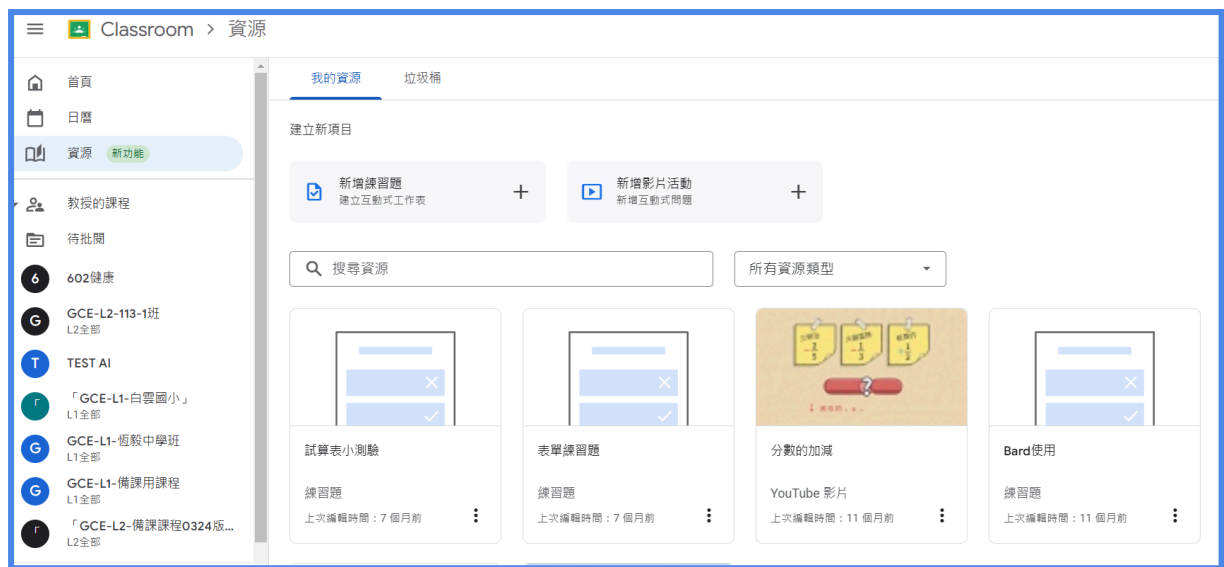 Classroom > 資源
首頁
日曆
資源 新功能
教授的課程
待批閱
6 602健康
G GCE-L2-113-1班
L2全部
T TEST AI
「 「GCE-L1-白雲國小」
L1全部
G GCE-L1-恆毅中學班
L1全部
G GCE-L1-備課用課程
L1全部
「 「GCE-L2-備課課程0324版...
L2全部
我的資源 垃圾桶
建立新項目
新增練習題
建立互動式工作表
新增影片活動
新增互動式問題
搜尋資源
所有資源類型
試算表小測驗
練習題
上次編輯時間：7 個月前
表單練習題
練習題
上次編輯時間：7 個月前
分數的加減
YouTube 影片
上次編輯時間：11 個月前
Bard使用
練習題
上次編輯時間：11 個月前